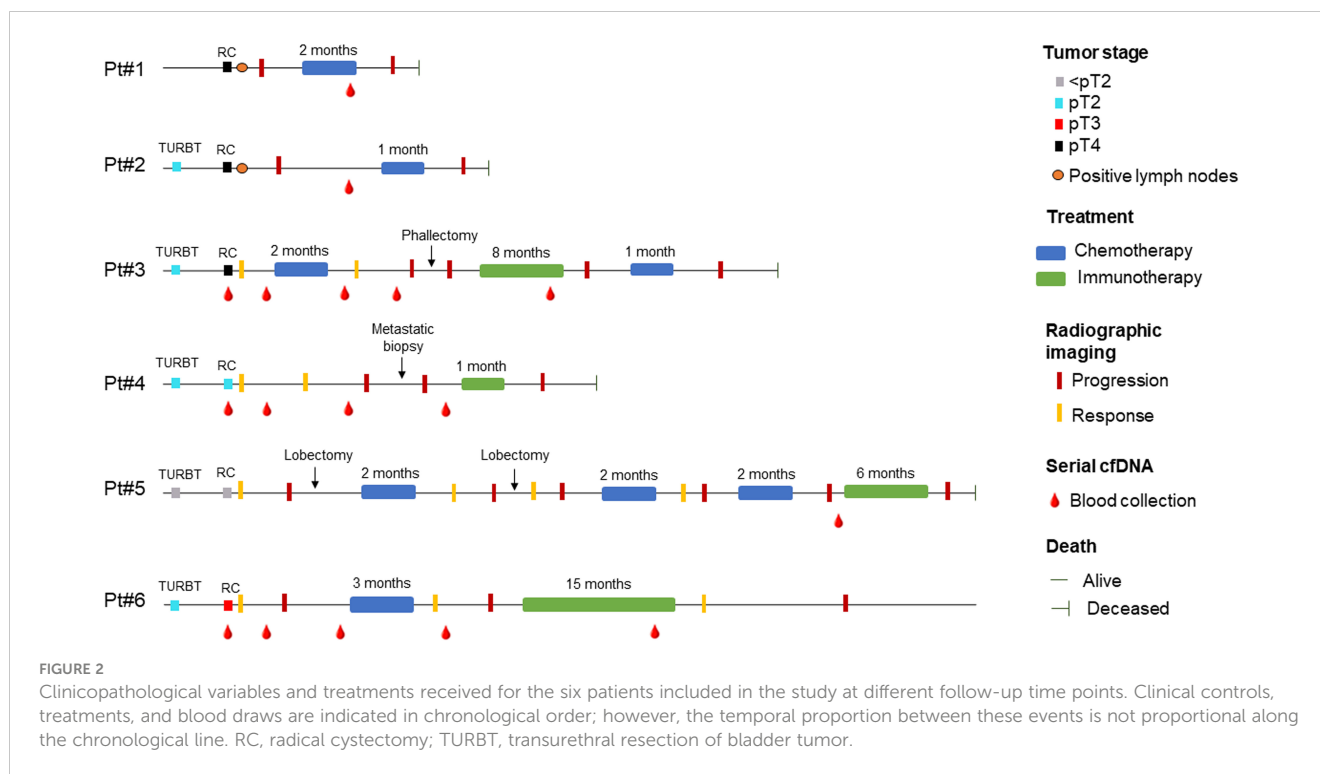 RC
2 months
Pt#1
TURBT
RC
1 month
Pt#2
TURBT
RC
2 months
Phallectomy
8 months
1 month
Pt#3
TURBT
RC
Metastatic
biopsy
1 month
Pt#4
TURBT
RC
Lobectomy
2 months
Lobectomy
2 months
2 months
6 months
Pt#5
TURBT
RC
3 months
15 months
Pt#6
Tumor stage
<pT2
pT2
pT3
pT4
Positive lymph nodes
Treatment
Chemotherapy
Immunotherapy
Radiographic
imaging
Progression
Response
Serial cfDNA
Blood collection
Death
Alive
Deceased
FIGURE 2
Clinicopathological variables and treatments received for the six patients included in the study at different follow-up time points. Clinical controls,
treatments, and blood draws are indicated in chronological order; however, the temporal proportion between these events is not proportional along
the chronological line. RC, radical cystectomy; TURBT, transurethral resection of bladder tumor.